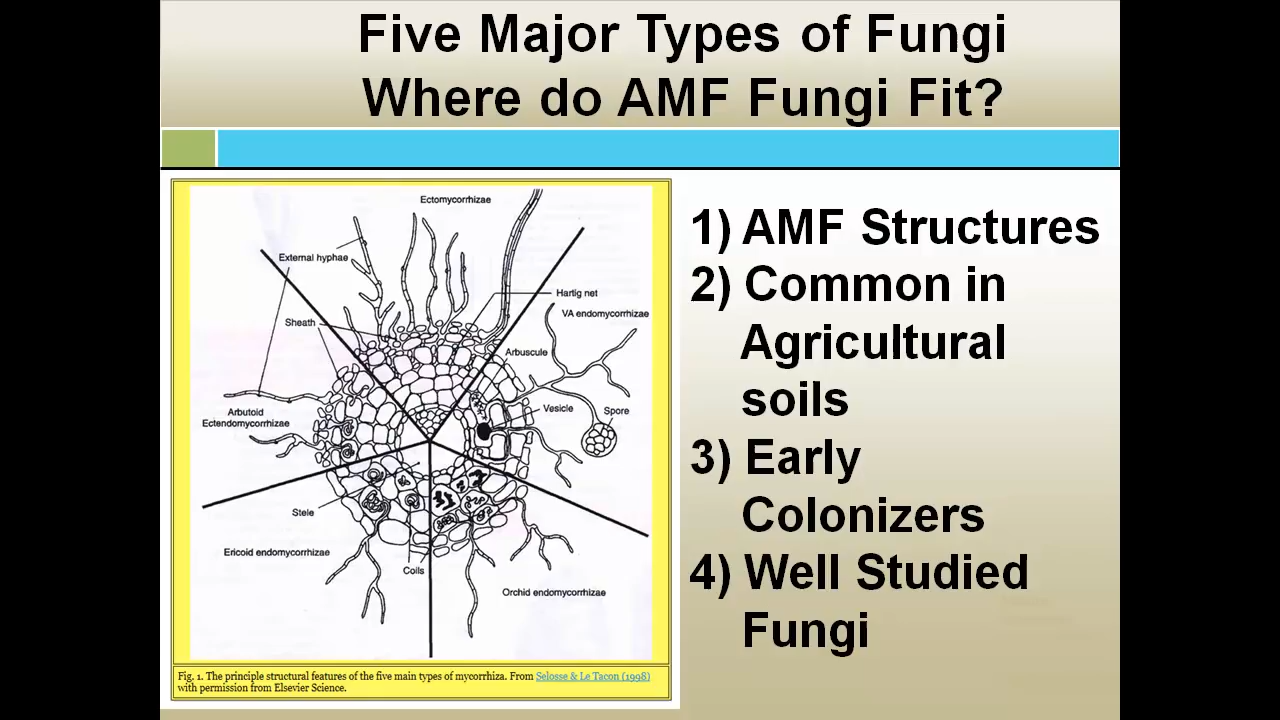 Five Major Types of Fungi
Where do AMF Fungi Fit?
Ectomycorrhizae
External hyphae
Hartig net
VA endomycorrhizae
Sheath
Arbuscule
Arbutoid
Ectendomycorrhizae
Vesicle
Spore
Stele
Ericoid endomycorrhizae
Coils
Orchid endomycorrhizae
Fig. 1. The principle structural features of the five main types of mycorrhiza. From Selosse & Le Tacon (1998)
with permission from Elsevier Science.
1) AMF Structures
2) Common in
Agricultural
soils
3) Early
Colonizers
4) Well Studied
Fungi